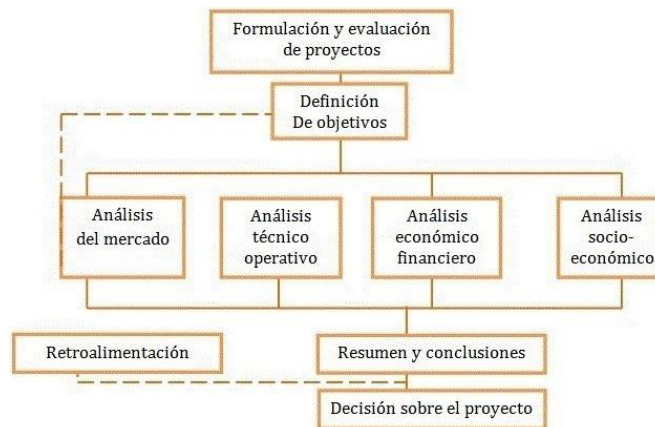 Formulación y evaluación
de proyectos
Definición
De objetivos
Análisis
del mercado
Análisis
técnico
operativo
Análisis
económico
financiero
Análisis
socio-
económico
Retroalimentación
Resumen y conclusiones
Decisión sobre el proyecto